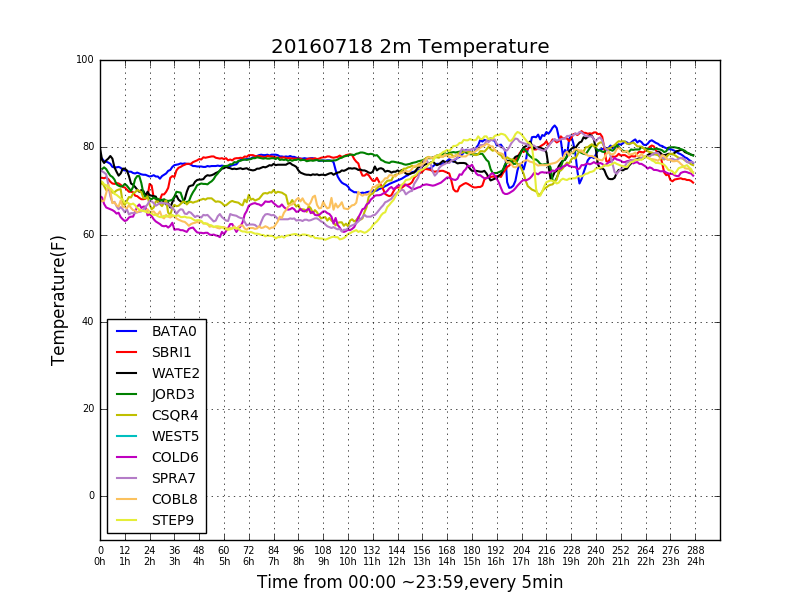 20160718 2m Temperature
100
80
60
40
20
0
Temperature(F)
BATA0
SBRI1
WATE2
JORD3
CSQR4
WEST5
COLD6
SPRA7
COBL8
STEP9
0 12 24 36 48 60 72 84 96 108 120 132 144 156 168 180 192 204 216 228 240 252 264 276 288
0h 1h 2h 3h 4h 5h 6h 7h 8h 9h 10h 11h 12h 13h 14h 15h 16h 17h 18h 19h 20h 21h 22h 23h 24h
Time from 00:00 ~23:59,every 5min